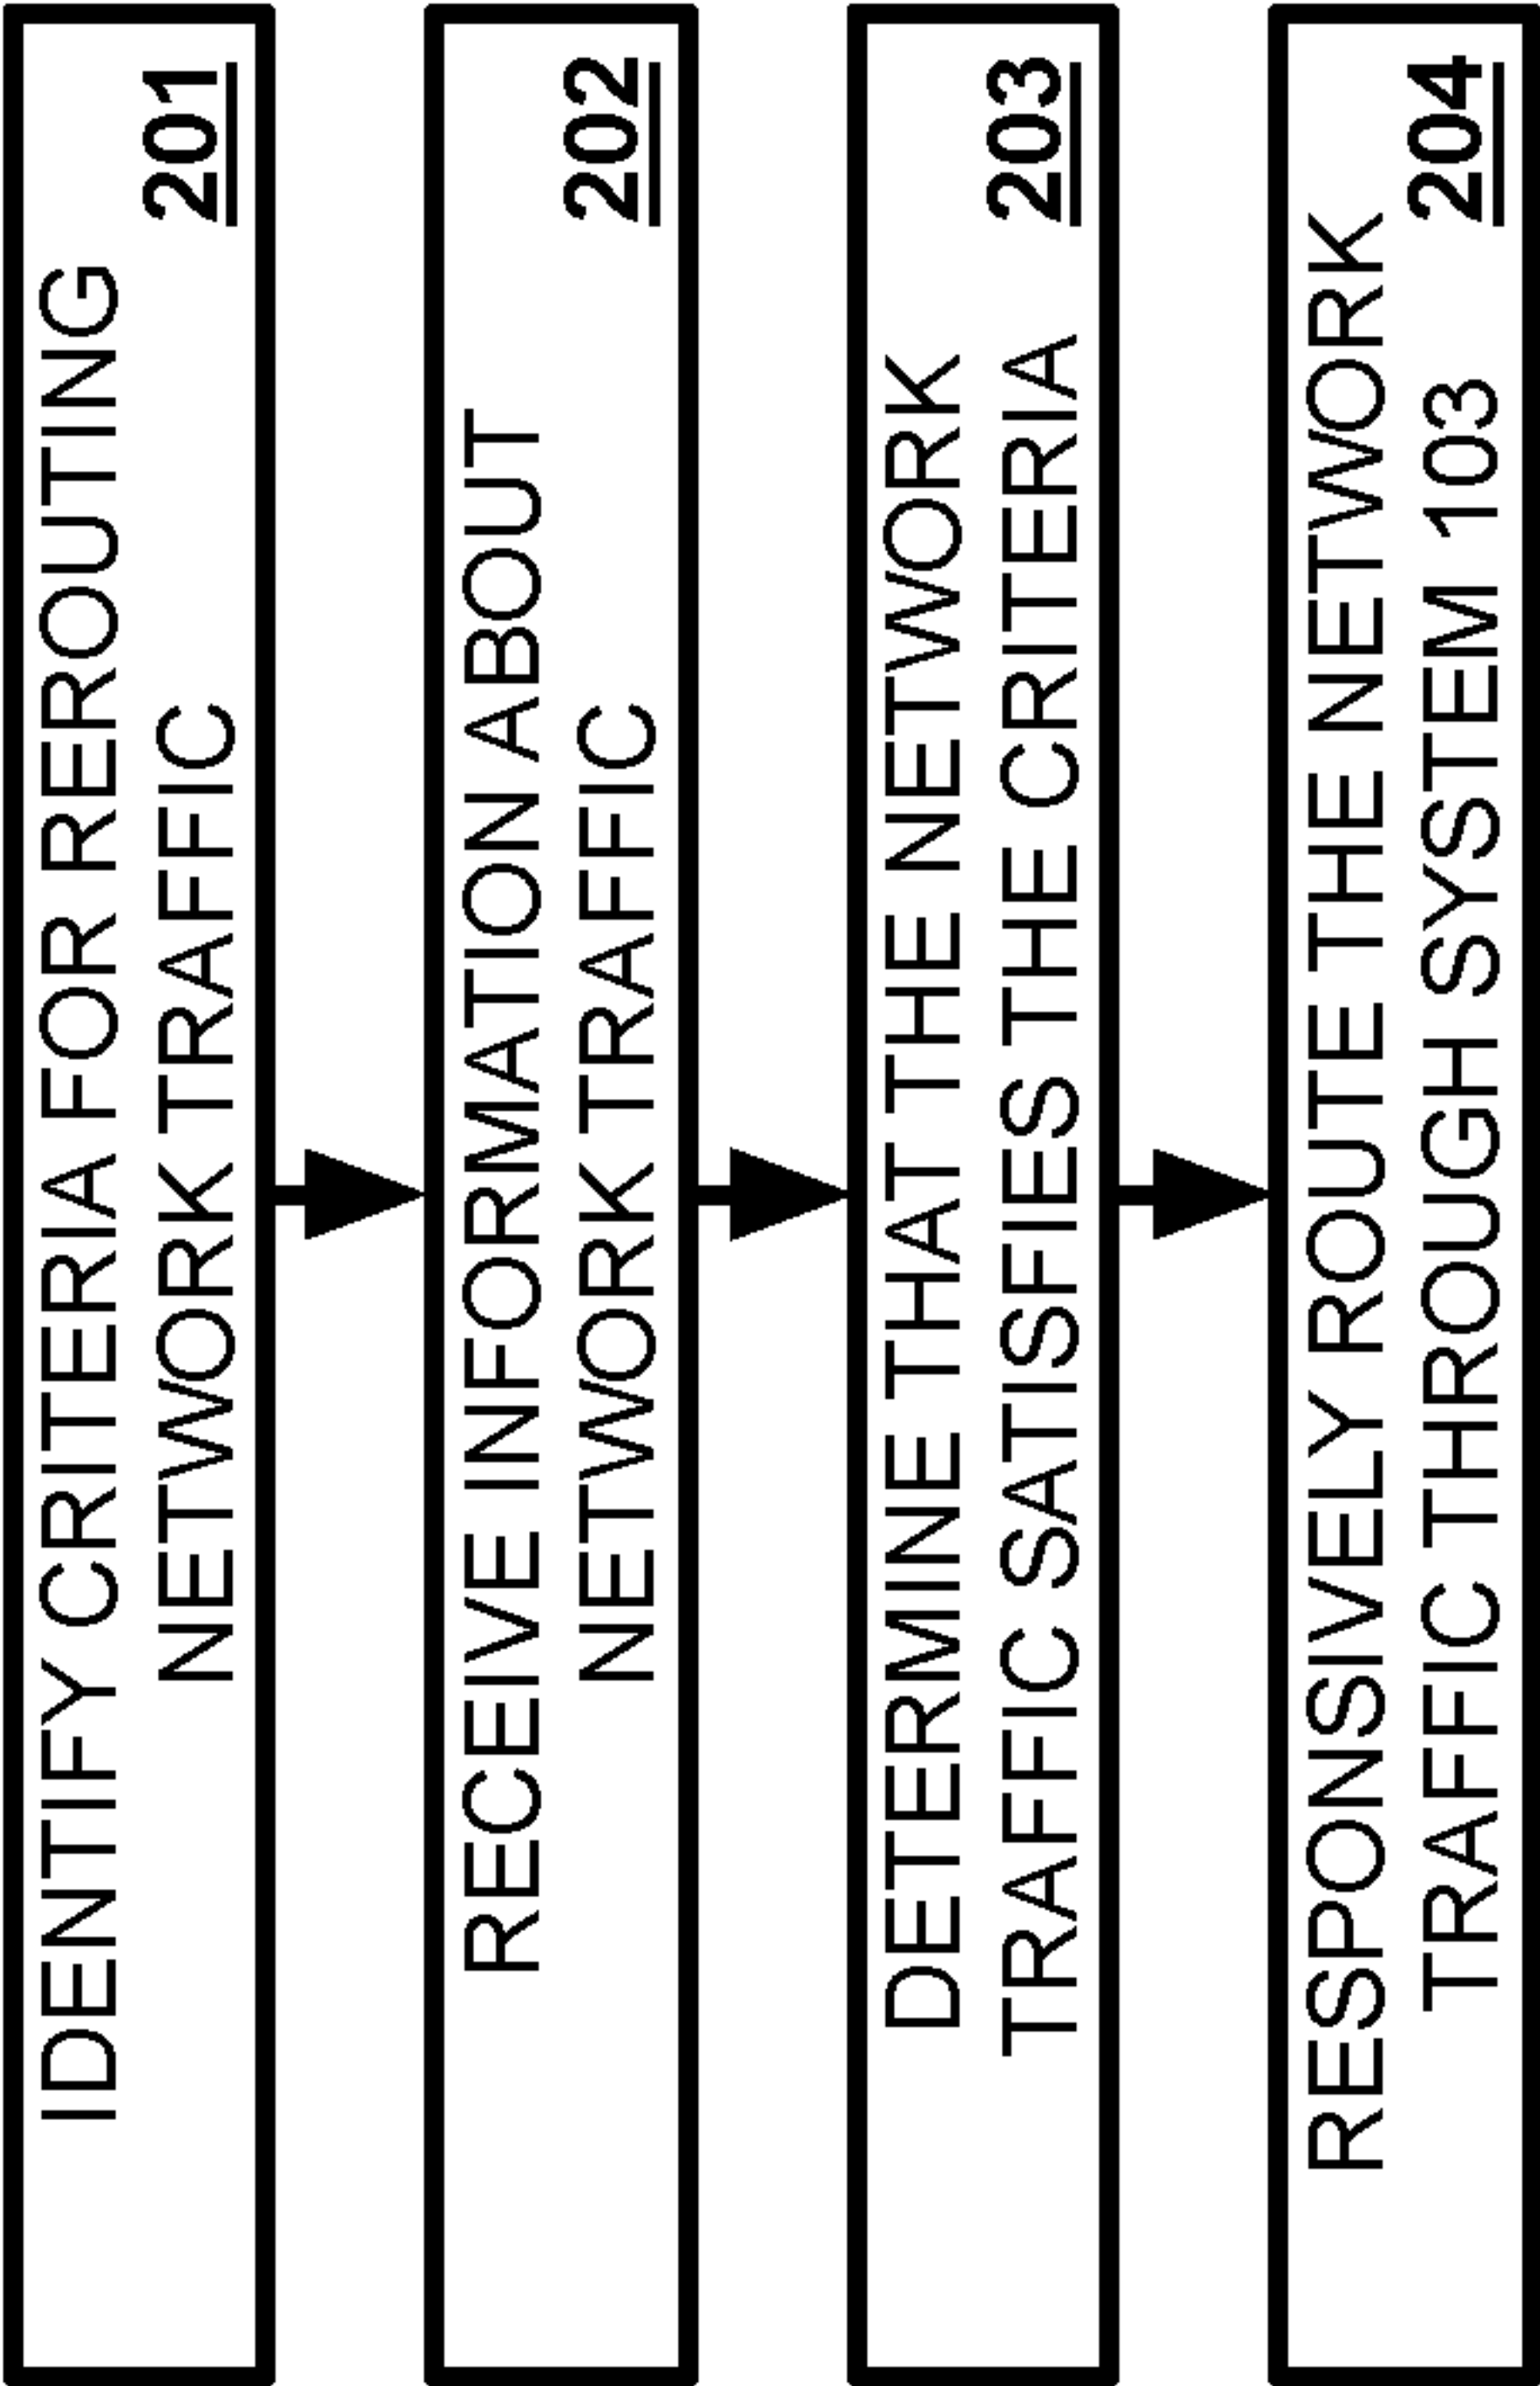 IDENTIFY CRITERIA FOR REROUTING
NETWORK TRAFFIC
201
RECEIVE INFORMATION ABOUT
NETWORK TRAFFIC
202
DETERMINE THAT THE NETWORK
TRAFFIC SATISFIES THE CRITERIA
203
RESPONSIVELY ROUTE THE NETWORK
TRAFFIC THROUGH SYSTEM 103
204